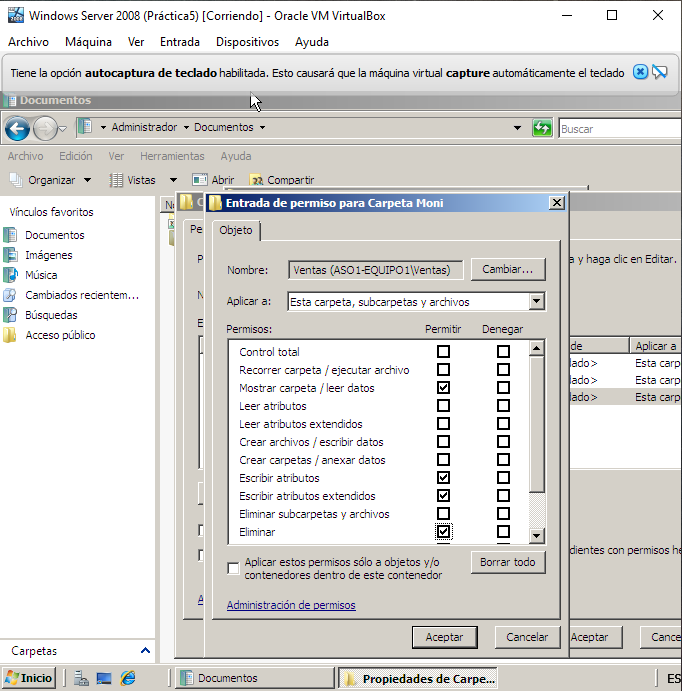 Windows Server 2008 (Práctica5) [Corriendo] - Oracle VM VirtualBox
Archivo Máquina Ver Entrada Dispositivos Ayuda
Tiene la opción autocaptura de teclado habilitada. Esto causará que la máquina virtual capture automáticamente el teclado
Documentos
Administrador Documentos Buscar
Archivo Edición Ver Herramientas Ayuda
Organizar Vistas Abrir Compartir
Vínculos favoritos
Documentos
Imágenes
Música
Cambiados recientem...
Búsquedas
Acceso público
Carpetas
Entrada de permiso para Carpeta Moni
Objeto
Nombre: Ventas (ASO1-EQUIPO1\Ventas) Cambiar...
Aplicar a: Esta carpeta, subcarpetas y archivos
Permisos: Permitir Denegar
Control total
Recorrer carpeta / ejecutar archivo
Mostrar carpeta / leer datos
Leer atributos
Leer atributos extendidos
Crear archivos / escribir datos
Crear carpetas / anexar datos
Escribir atributos
Escribir atributos extendidos
Eliminar subcarpetas y archivos
Eliminar
Aplicar estos permisos sólo a objetos y/o
contenedores dentro de este contenedor
Borrar todo
Administración de permisos
Aceptar Cancelar
a y haga clic en Editar.
de Aplicar a
lado> Esta carp
lado> Esta carp
lado> Esta carp
dientes con permisos he
Aceptar Cance
Inicio Documentos Propiedades de Carpe... ES